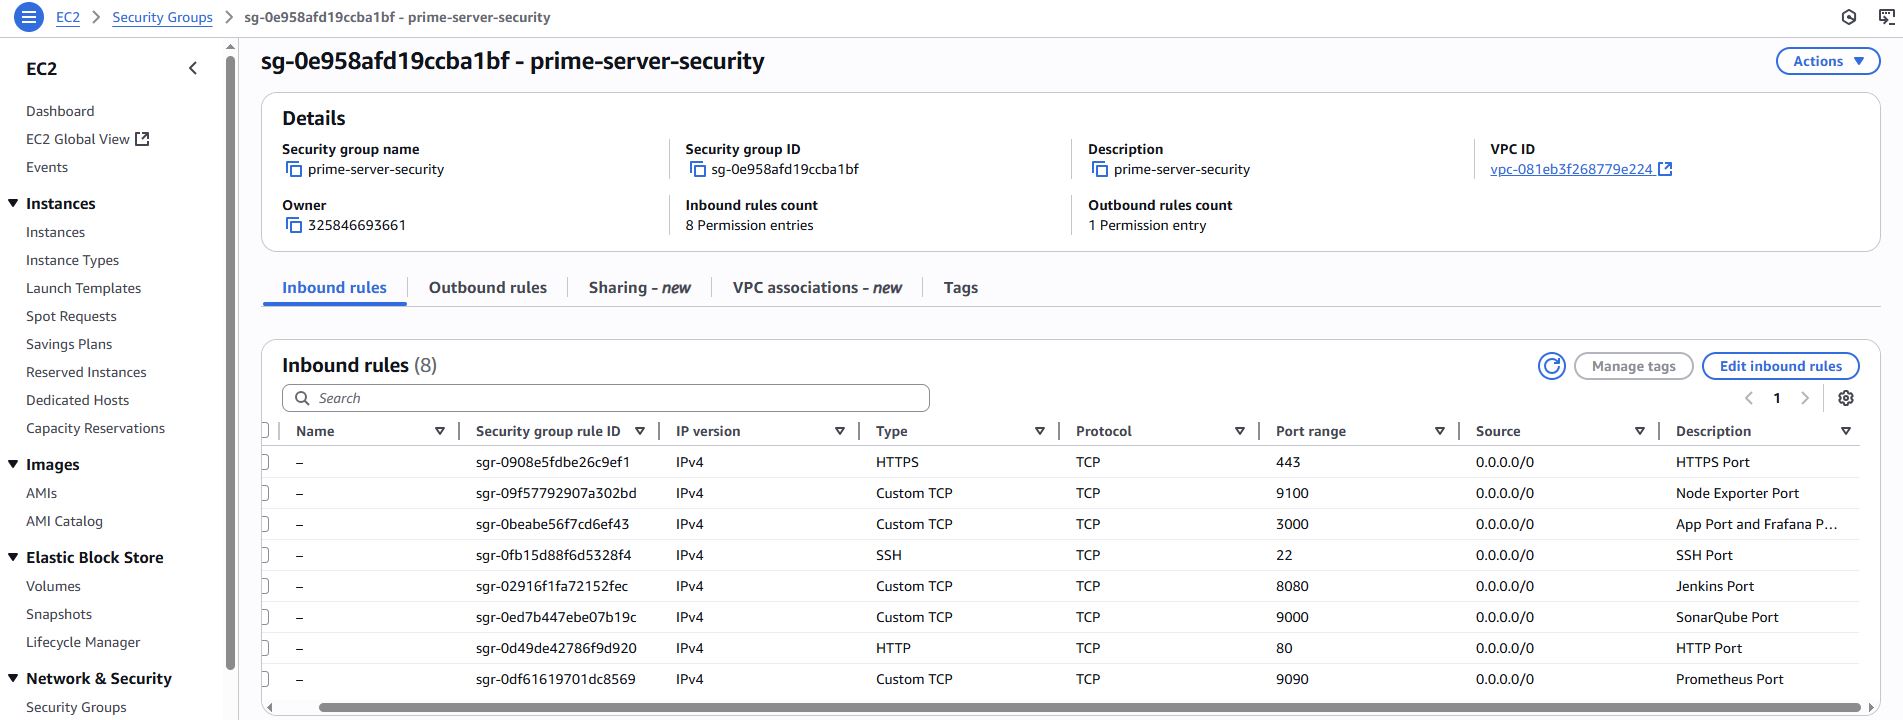 EC2 > Security Groups > sg-0e958afd19ccba1bf - prime-server-security
EC2
Dashboard
EC2 Global View
Events
Instances
Instances
Instance Types
Launch Templates
Spot Requests
Savings Plans
Reserved Instances
Dedicated Hosts
Capacity Reservations
Images
AMIs
AMI Catalog
Elastic Block Store
Volumes
Snapshots
Lifecycle Manager
Network & Security
Security Groups
sg-0e958afd19ccba1bf - prime-server-security
Actions
Details
Security group name
prime-server-security
Security group ID
sg-0e958afd19ccba1bf
Description
prime-server-security
VPC ID
vpc-081eb3f268779e224
Owner
325846693661
Inbound rules count
8 Permission entries
Outbound rules count
1 Permission entry
Inbound rules Outbound rules Sharing - new VPC associations - new Tags
Inbound rules (8)
Manage tags Edit inbound rules
Search
1
Name Security group rule ID IP version Type Protocol Port range Source Description
– sgr-0908e5fdbe26c9ef1 IPv4 HTTPS TCP 443 0.0.0.0/0 HTTPS Port
– sgr-09f57792907a302bd IPv4 Custom TCP TCP 9100 0.0.0.0/0 Node Exporter Port
– sgr-0beabe56f7cd6ef43 IPv4 Custom TCP TCP 3000 0.0.0.0/0 App Port and Frafana P...
– sgr-0fb15d88f6d5328f4 IPv4 SSH TCP 22 0.0.0.0/0 SSH Port
– sgr-02916f1fa72152fec IPv4 Custom TCP TCP 8080 0.0.0.0/0 Jenkins Port
– sgr-0ed7b447ebe07b19c IPv4 Custom TCP TCP 9000 0.0.0.0/0 SonarQube Port
– sgr-0d49de42786f9d920 IPv4 HTTP TCP 80 0.0.0.0/0 HTTP Port
– sgr-0df61619701dc8569 IPv4 Custom TCP TCP 9090 0.0.0.0/0 Prometheus Port